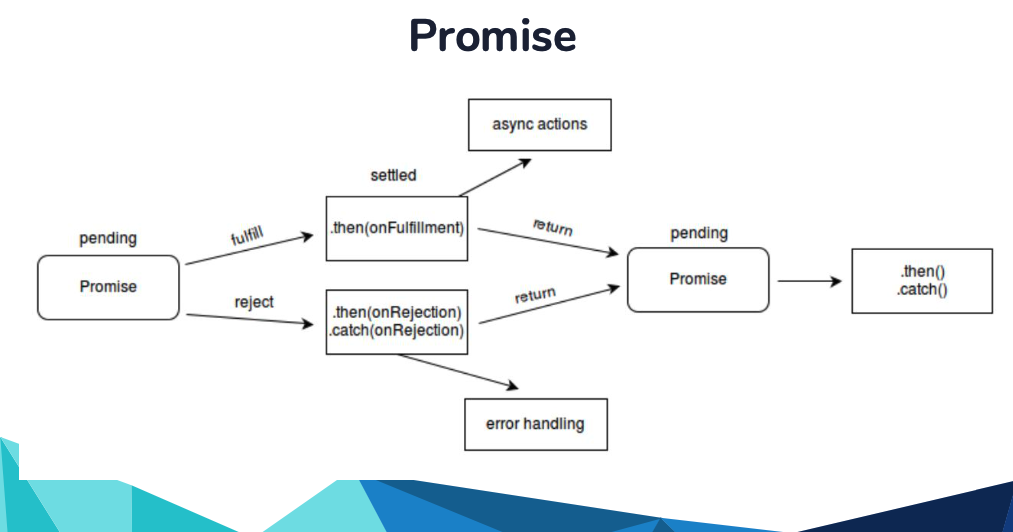 Promise
async actions
settled
.then(onFulfillment)
pending
fulfill
return
pending
Promise
reject
.then(onRejection)
.catch(onRejection)
return
Promise
.then()
.catch()
error handling